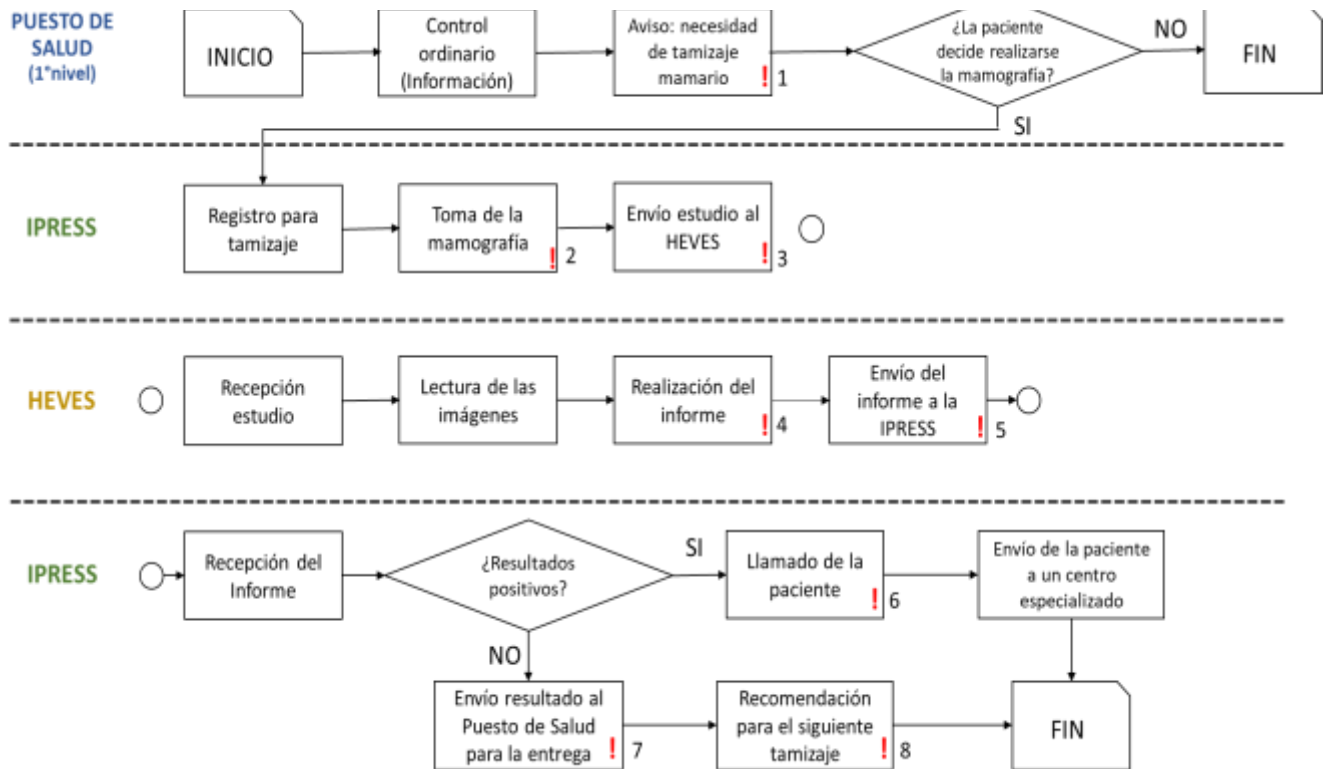 PUESTO DE
SALUD
(1°nivel)
INICIO
Control
ordinario
(Información)
Aviso: necesidad
de tamizaje
mamario
! 1
¿La paciente
decide realizarse
la mamografía?
NO
FIN
SI
IPRESS
Registro para
tamizaje
Toma de la
mamografía
! 2
Envío estudio al
HEVES
! 3
HEVES
Recepción
estudio
Lectura de las
imágenes
Realización del
informe
! 4
Envío del
informe a la
IPRESS
! 5
IPRESS
Recepción del
Informe
¿Resultados
positivos?
SI
Llamado de la
paciente
! 6
Envío de la paciente
a un centro
especializado
NO
Envío resultado al
Puesto de Salud
para la entrega
! 7
Recomendación
para el siguiente
tamizaje
! 8
FIN